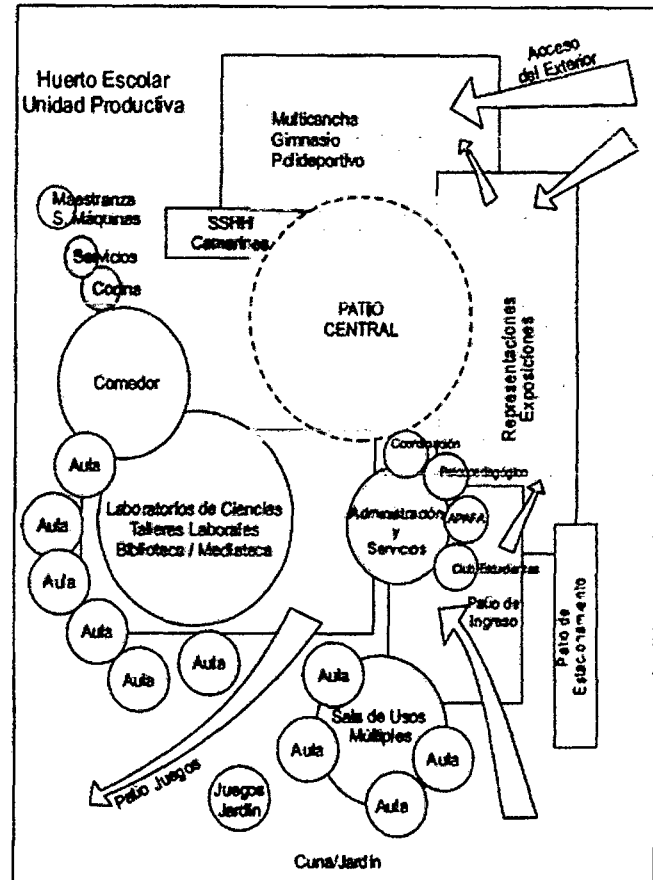 Acceso
del Exterior
Huerto Escolar
Unidad Productiva
Multicancha
Gimnasio
Polideportivo
Maestranza
S. Máquinas
SSHH
Camarines
Servicios
Cocina
PATIO
CENTRAL
Comedor
Representaciones
Exposiciones
Aula
Coordinación
Psicopedagógico
Laboratorios de Ciencias
Talleres Laborales
Biblioteca / Mediateca
Administración
y
Servicios
APAFA
Club Estudiantes
Aula
Aula
Aula
Aula
Aula
Patio de
Ingreso
Patio de
Estacionamiento
Aula
Sala de Usos
Múltiples
Aula
Aula
Aula
Patio Juegos
Juegos
Jardín
Cuna/Jardín